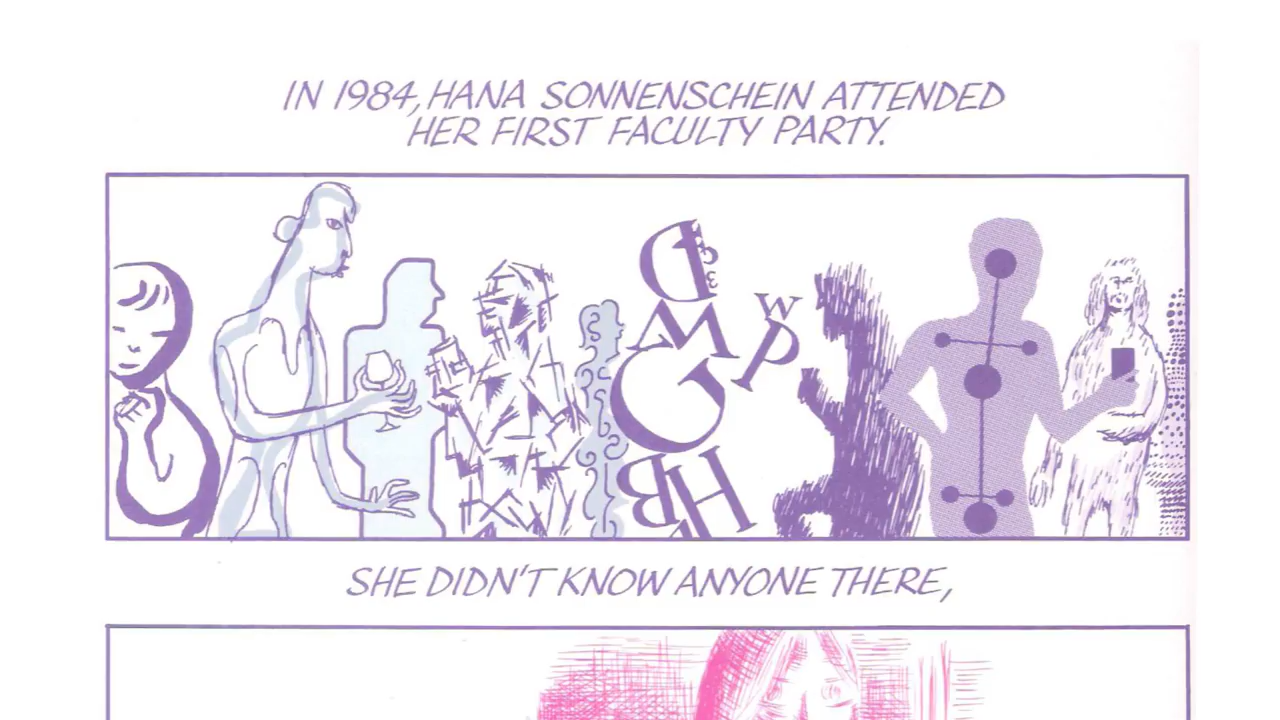 IN 1984, HANA SONNENSCHEIN ATTENDED
HER FIRST FACULTY PARTY.
SHE DIDN'T KNOW ANYONE THERE,